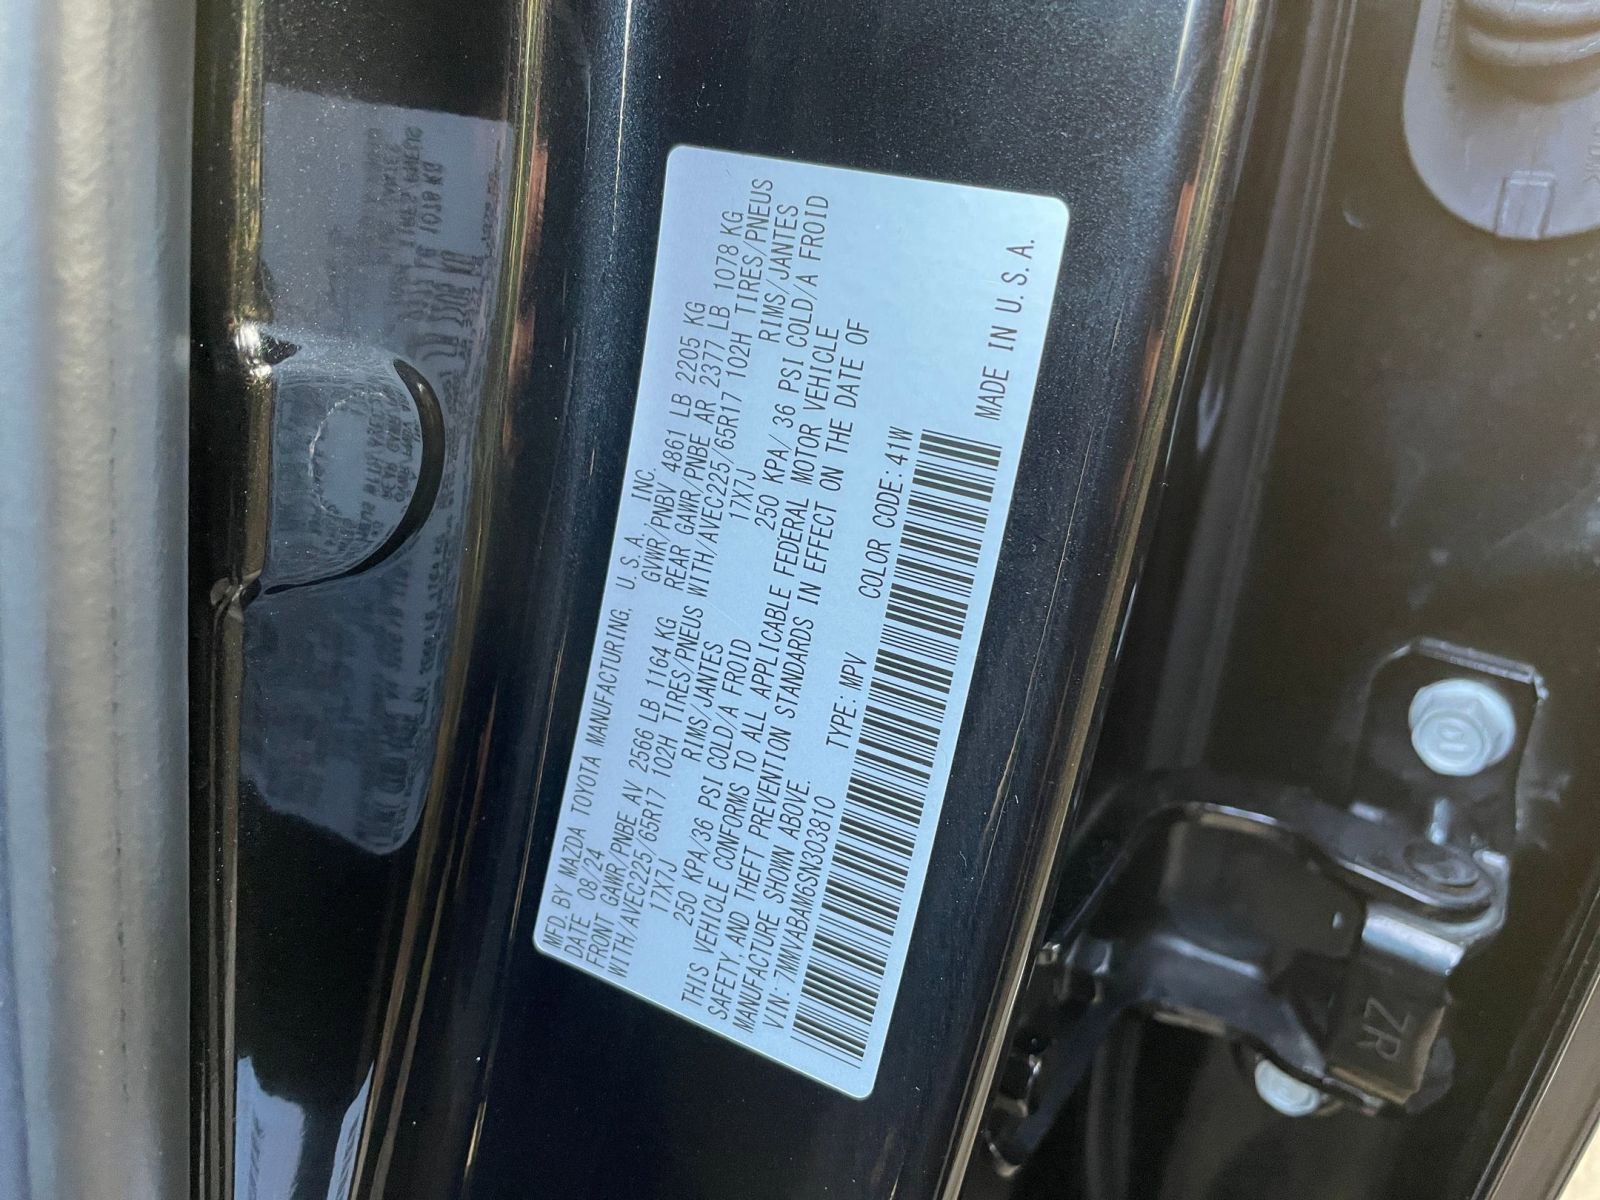 MFD. BY MAZDA TOYOTA MANUFACTURING, U.S.A. INC.
DATE 08/24 GVWR/PNBV 4861 LB 2205 KG
FRONT GAWR/PNBE AV 2566 LB 1164 KG REAR GAWR/PNBE AR 2377 LB 1078 KG
WITH/AVEC225/65R17 102H TIRES/PNEUS WITH/AVEC225/65R17 102H TIRES/PNEUS
17X7J RIMS/JANTES 17X7J RIMS/JANTES
250 KPA/36 PSI COLD/A FROID 250 KPA/ 36 PSI COLD/A FROID
THIS VEHICLE CONFORMS TO ALL APPLICABLE FEDERAL MOTOR VEHICLE
SAFETY, AND THEFT PREVENTION STANDARDS IN EFFECT ON THE DATE OF
MANUFACTURE SHOWN ABOVE.
VIN: 7MMVABAM6SN303810 TYPE: MPV COLOR CODE: 41W
MADE IN U.S.A.
ZR
10